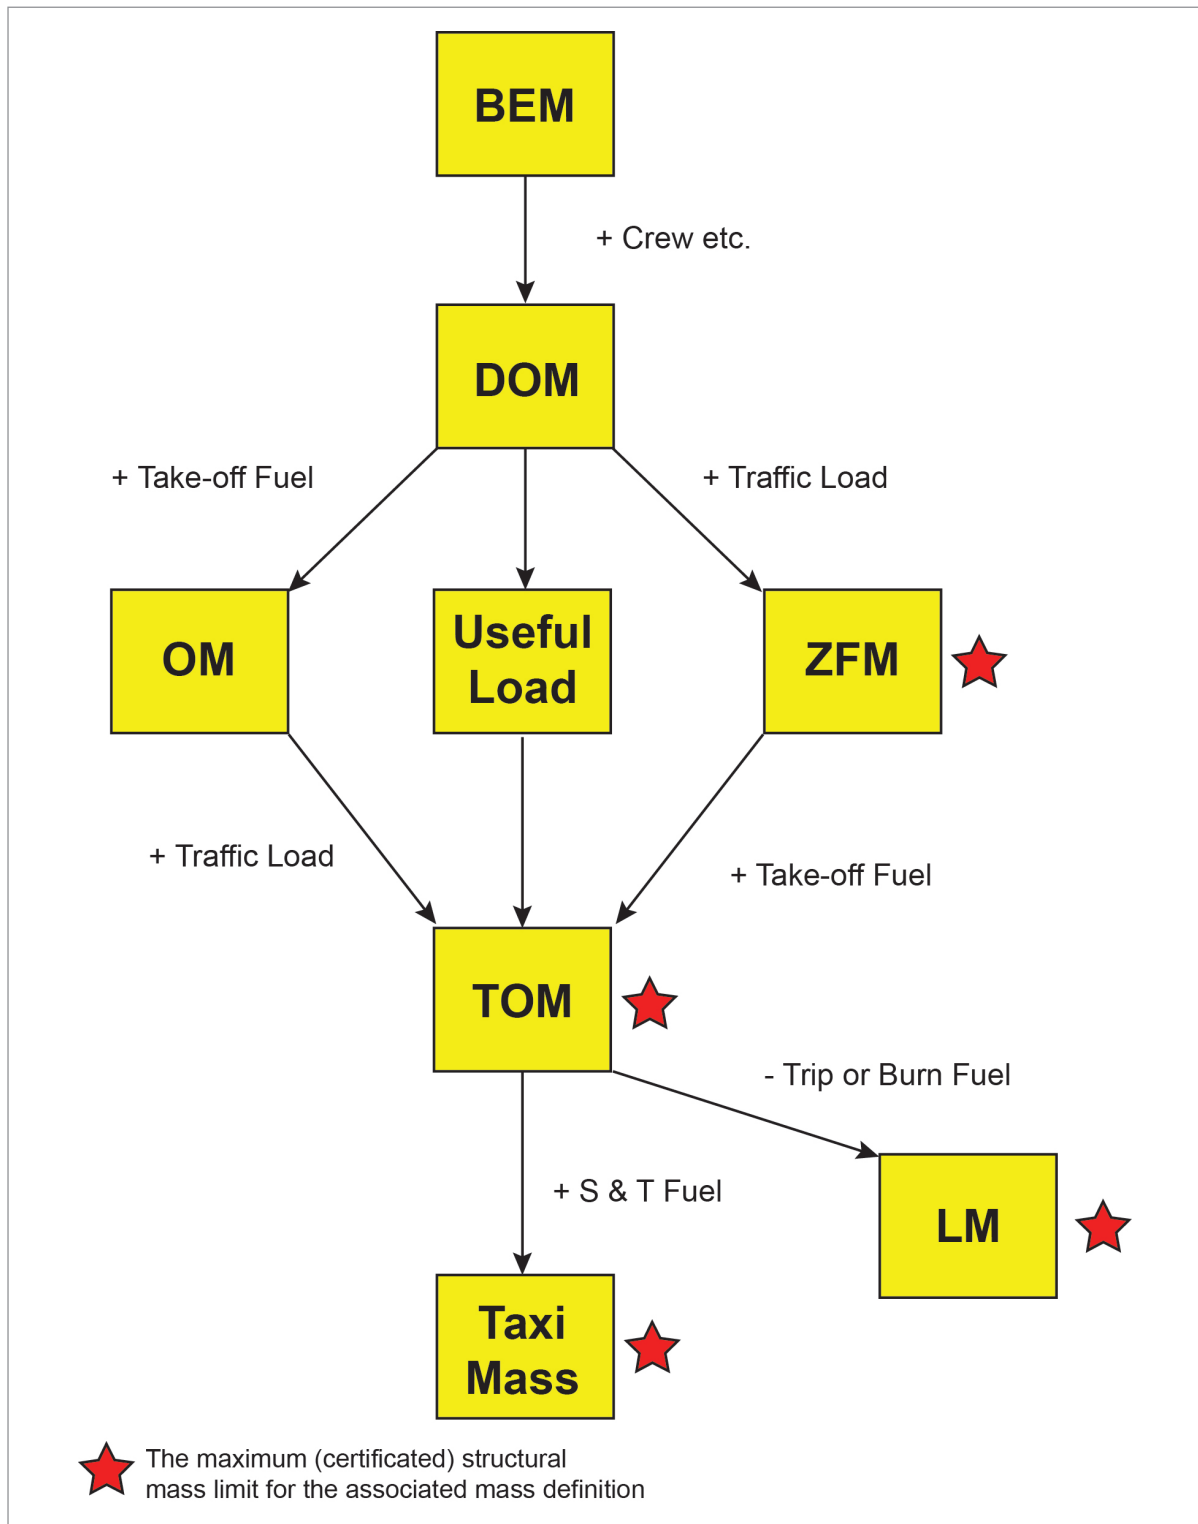 BEM
+ Crew etc.
DOM
+ Take-off Fuel
+ Traffic Load
OM
Useful
Load
ZFM
+ Traffic Load
+ Take-off Fuel
TOM
- Trip or Burn Fuel
+ S & T Fuel
LM
Taxi
Mass
The maximum (certificated) structural
mass limit for the associated mass definition